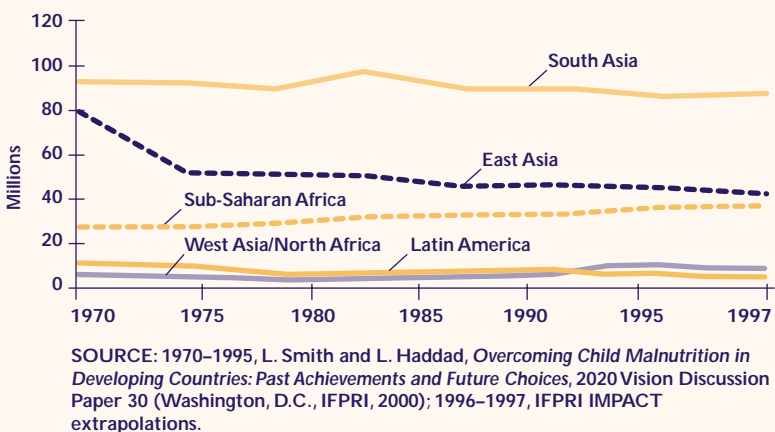 120
100
80
60
40
20
0
Millions
South Asia
East Asia
Sub-Saharan Africa
West Asia/North Africa
Latin America
1970 1975 1980 1985 1990 1995 1997
SOURCE: 1970–1995, L. Smith and L. Haddad, Overcoming Child Malnutrition in
Developing Countries: Past Achievements and Future Choices, 2020 Vision Discussion
Paper 30 (Washington, D.C., IFPRI, 2000); 1996–1997, IFPRI IMPACT
extrapolations.